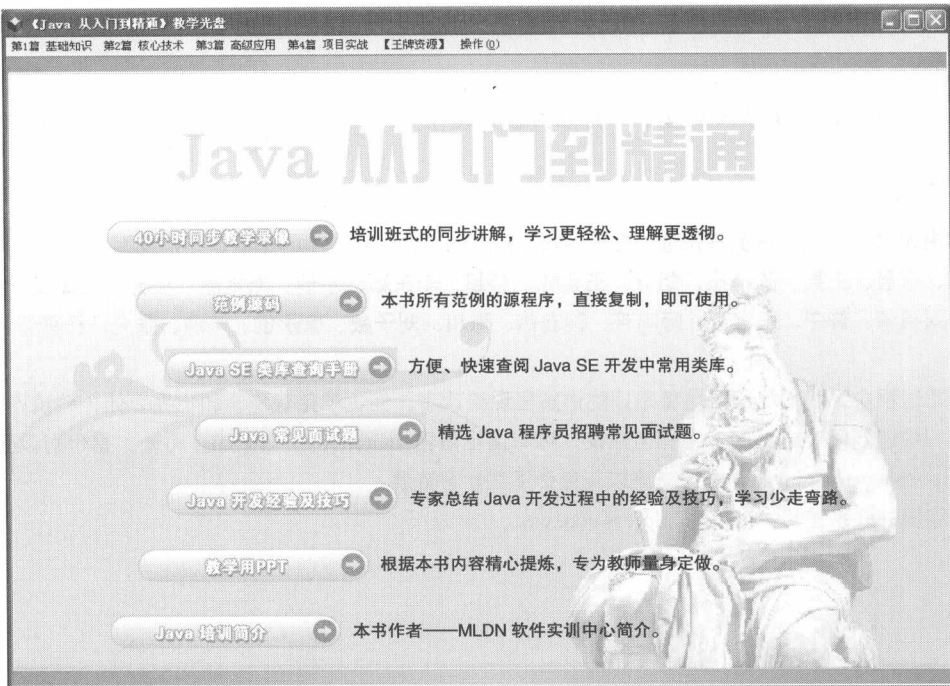 《Java 从入门到精通》教学光盘
第1篇 基础知识 第2篇 核心技术 第3篇 高级应用 第4篇 项目实战 【王牌资源】 操作(O)
Java 从入门到精通
40小时同步教学录像 培训班式的同步讲解，学习更轻松、理解更透彻。
范例源码 本书所有范例的源程序，直接复制，即可使用。
Java SE 类库查询手册 方便、快速查阅 Java SE 开发中常用类库。
Java 常见面试题 精选 Java 程序员招聘常见面试题。
Java 开发经验及技巧 专家总结 Java 开发过程中的经验及技巧，学习少走弯路。
教学用PPT 根据本书内容精心提炼，专为教师量身定做。
Java 培训简介 本书作者——MLDN 软件实训中心简介。